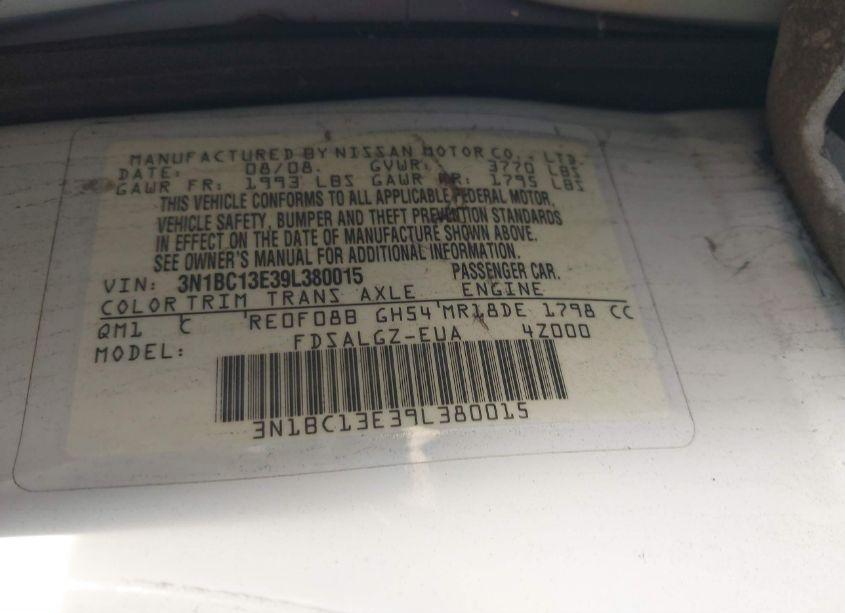 MANUFACTURED BY NISSAN MOTOR CO., LTD.
DATE: 08/08. GVWR: 3770 LBS
GAWR FR: 1993 LBS GAWR RR: 1795 LBS
THIS VEHICLE CONFORMS TO ALL APPLICABLE FEDERAL MOTOR
VEHICLE SAFETY, BUMPER AND THEFT PREVENTION STANDARDS
IN EFFECT ON THE DATE OF MANUFACTURE SHOWN ABOVE.
SEE OWNER'S MANUAL FOR ADDITIONAL INFORMATION.
VIN: 3N1BC13E39L380015 PASSENGER CAR.
COLOR TRIM TRANS AXLE ENGINE
QM1 C RE0F08B GH54 MR18DE 1798 CC
MODEL: FDSALGZ-EUA 4Z000
3N1BC13E39L380015